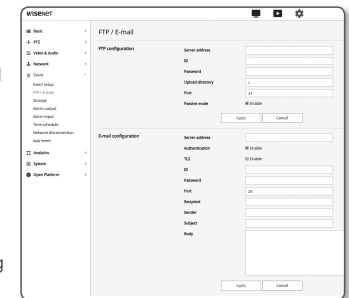 WISENET
Basic
PTZ
Video & Audio
Network
Event
Event setup
FTP / E-mail
Storage
Alarm output
Alarm input
Time schedule
Network disconnection
App event
Analytics
System
Open Platform
FTP / E-mail
FTP configuration
Server address
ID
Password
Upload directory /
Port 21
Passive mode Enable
Apply Cancel
E-mail configuration
Server address
Authentication Enable
TLS Enable
ID
Password
Port 25
Recipient
Sender
Subject
Body
Apply Cancel
g